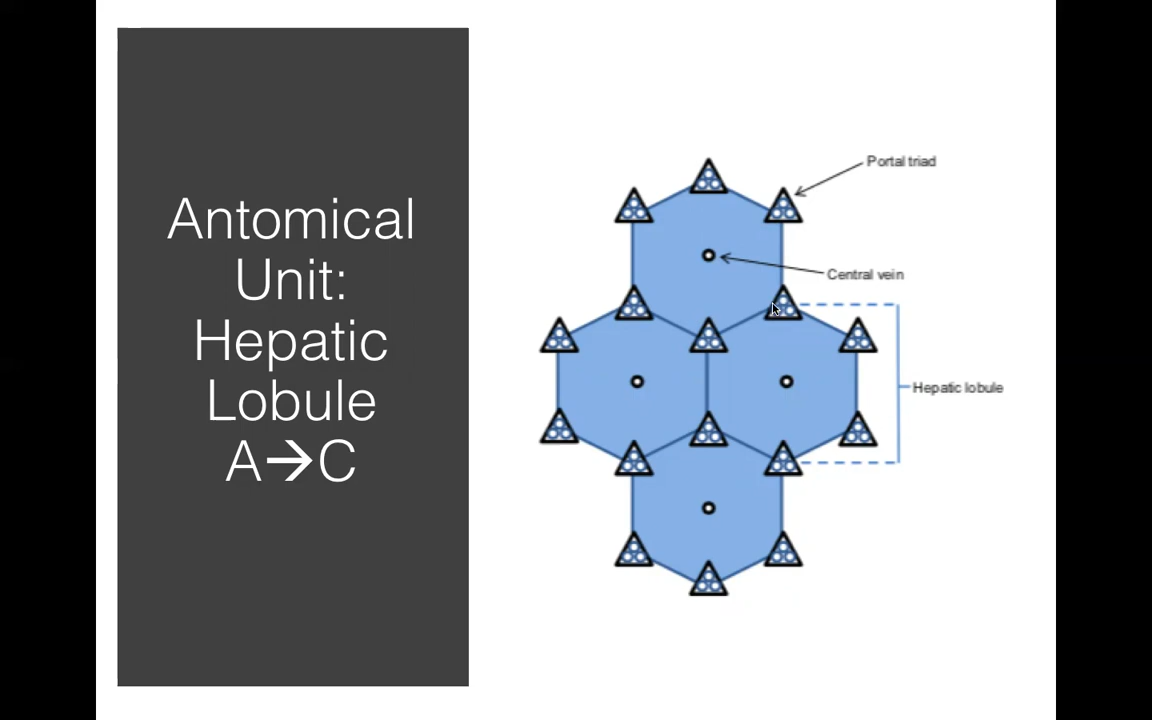 Antomical
Unit:
Hepatic
Lobule
A→C
Portal triad
Central vein
Hepatic lobule